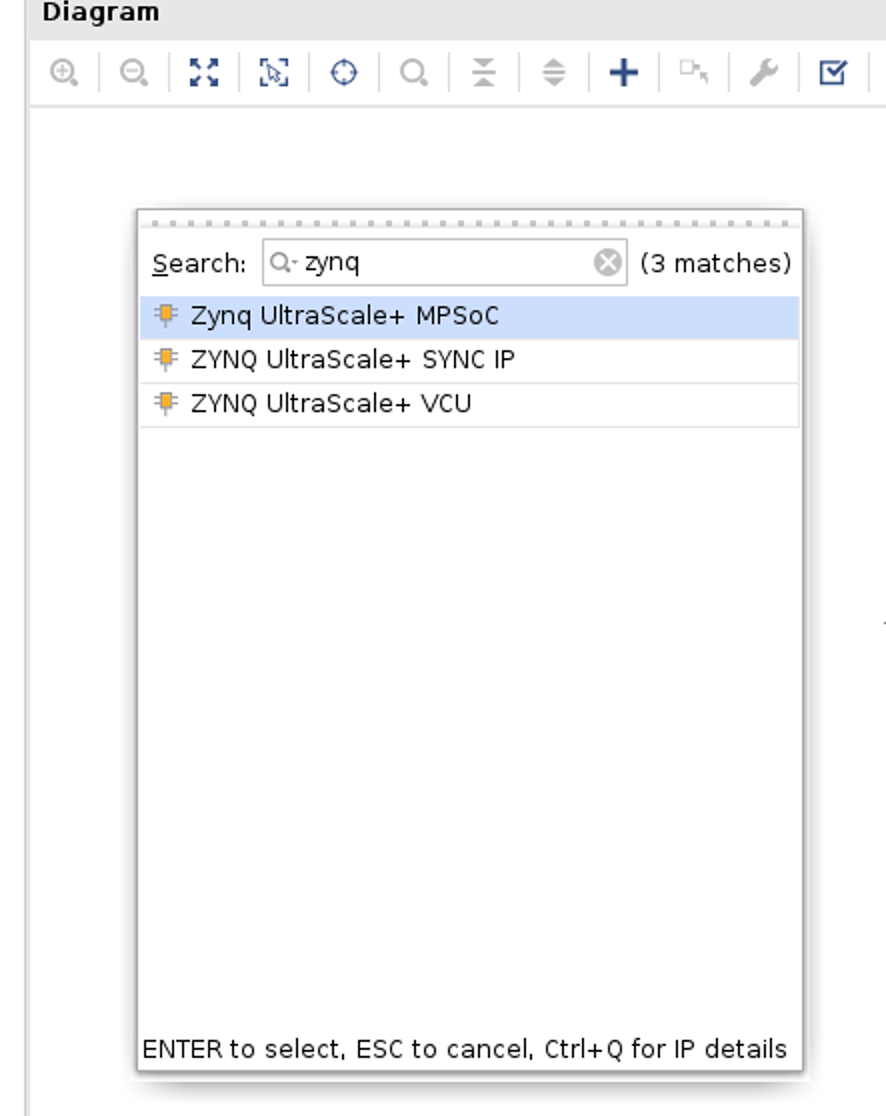 Diagram
Search: zynq (3 matches)
Zynq UltraScale+ MPSoC
ZYNQ UltraScale+ SYNC IP
ZYNQ UltraScale+ VCU
ENTER to select, ESC to cancel, Ctrl+Q for IP details